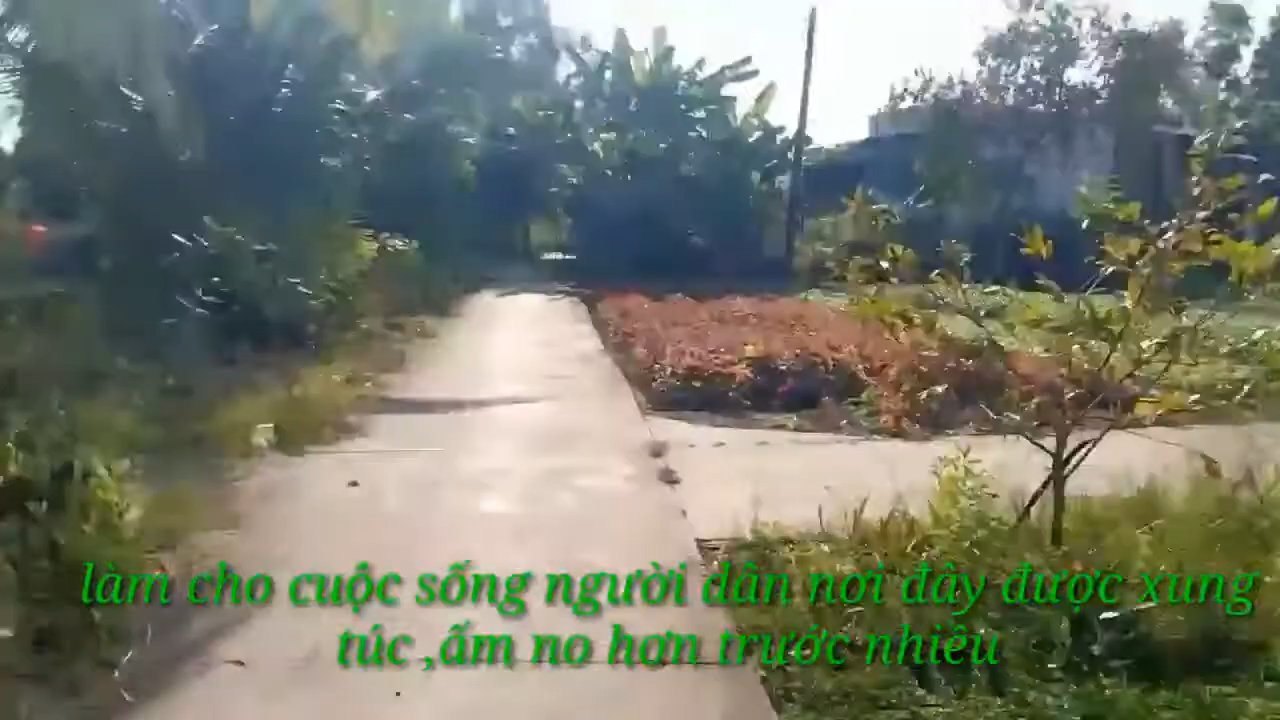 làm cho cuộc sống người dân nơi đây được xung
túc ,ấm no hơn trước nhiều